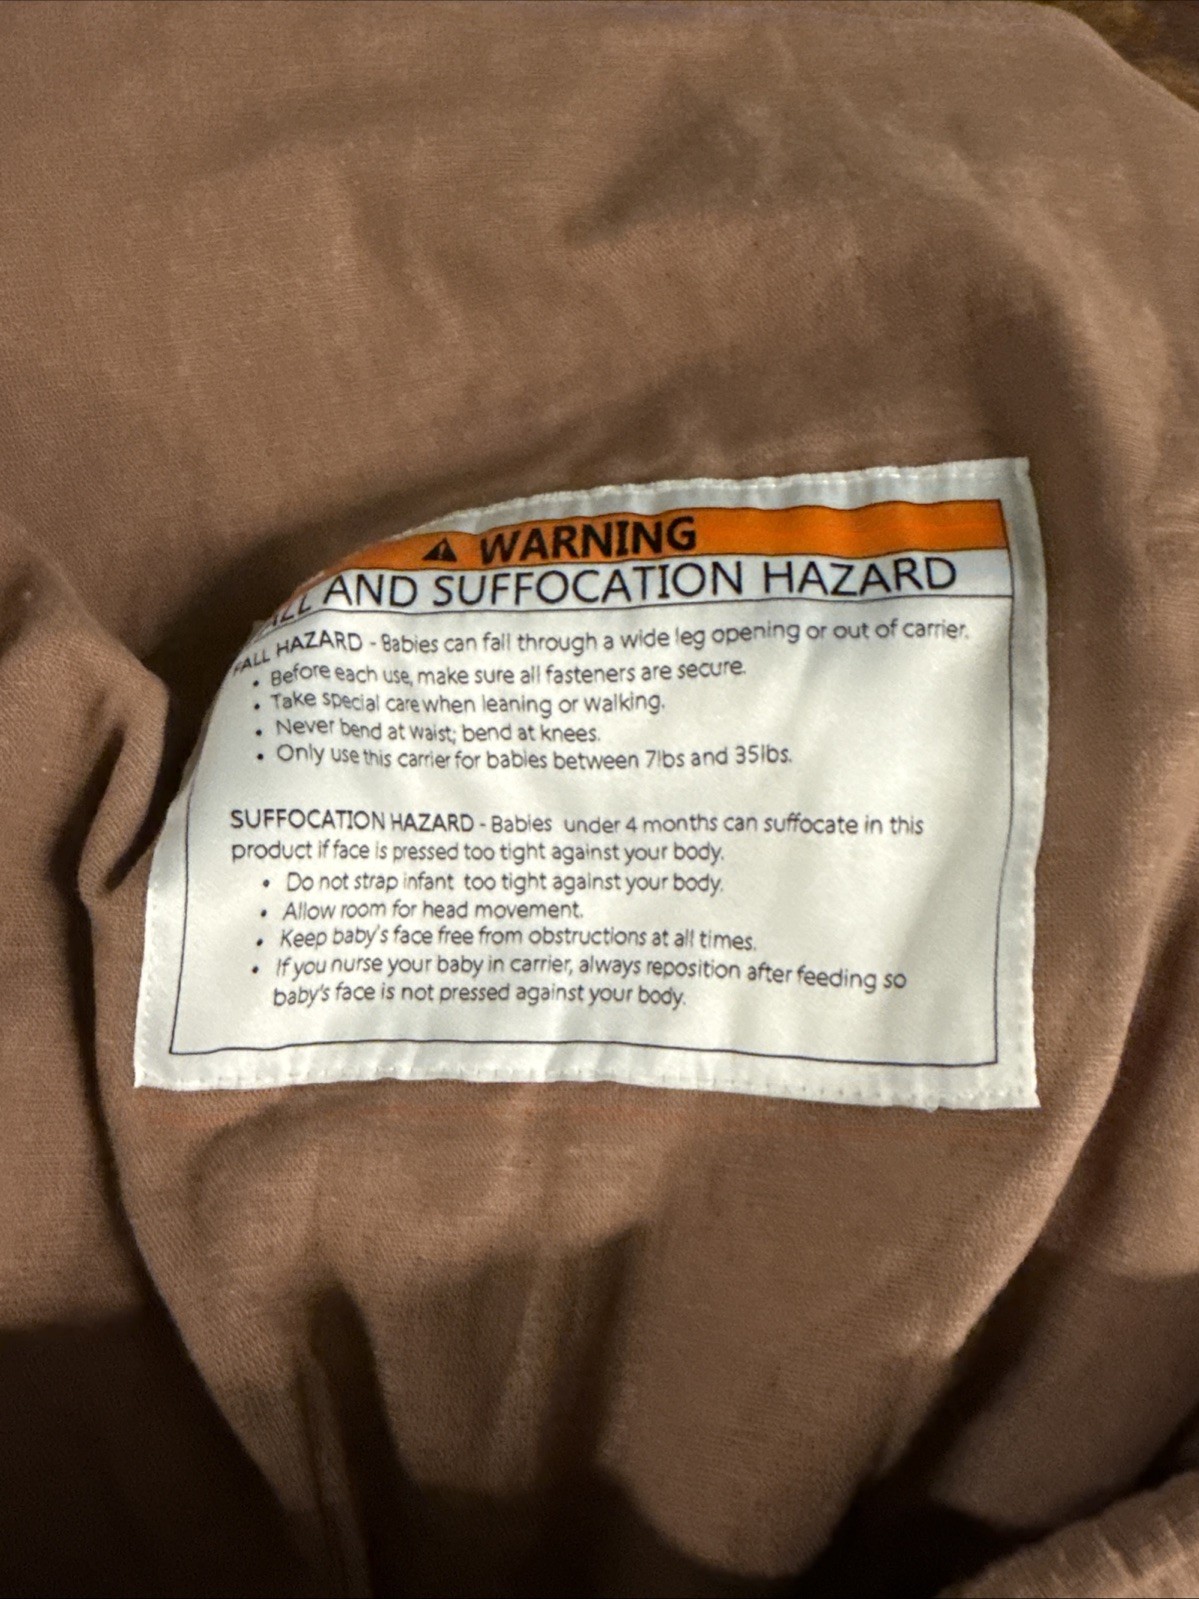 WARNING
ALL AND SUFFOCATION HAZARD
FALL HAZARD - Babies can fall through a wide leg opening or out of carrier.
• Before each use, make sure all fasteners are secure.
• Take special care when leaning or walking.
• Never bend at waist; bend at knees.
• Only use this carrier for babies between 7lbs and 35lbs.
SUFFOCATION HAZARD - Babies under 4 months can suffocate in this
product if face is pressed too tight against your body.
• Do not strap infant too tight against your body.
• Allow room for head movement.
• Keep baby's face free from obstructions at all times.
• If you nurse your baby in carrier, always reposition after feeding so
baby's face is not pressed against your body.